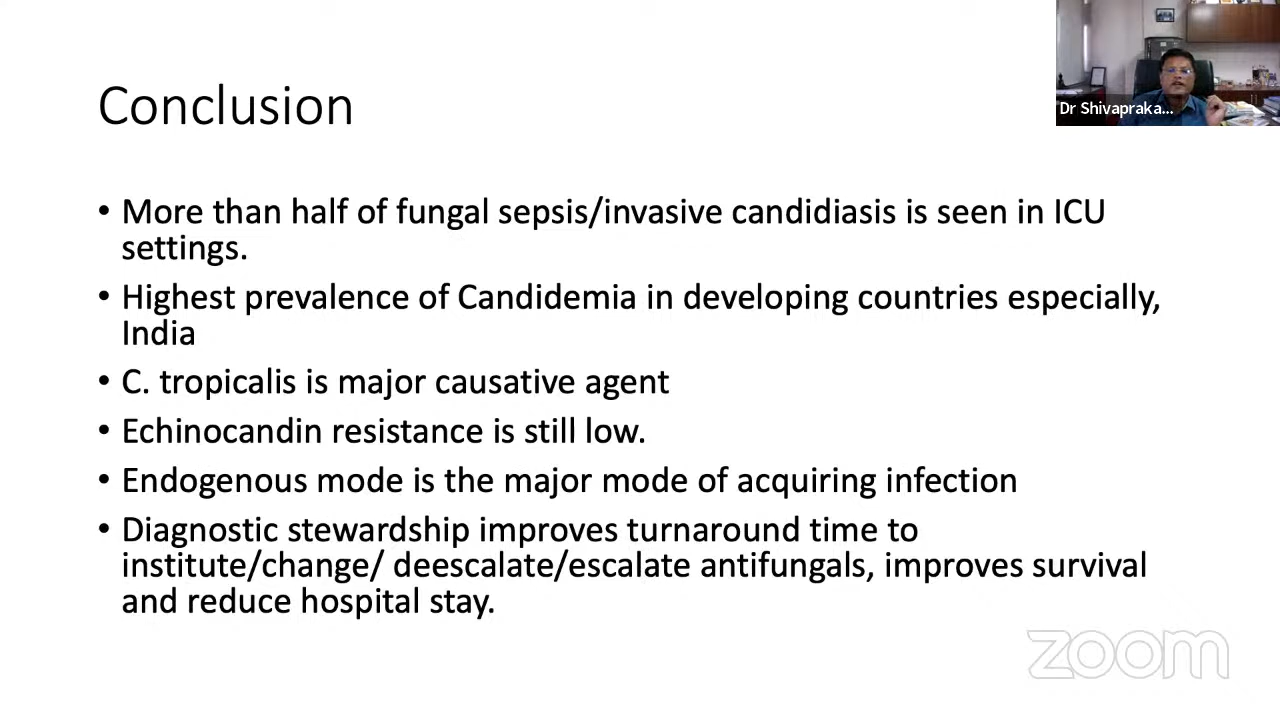 Dr Shivapraka...
Conclusion
• More than half of fungal sepsis/invasive candidiasis is seen in ICU
settings.
• Highest prevalence of Candidemia in developing countries especially,
India
• C. tropicalis is major causative agent
• Echinocandin resistance is still low.
• Endogenous mode is the major mode of acquiring infection
• Diagnostic stewardship improves turnaround time to
institute/change/ deescalate/escalate antifungals, improves survival
and reduce hospital stay.
zoom